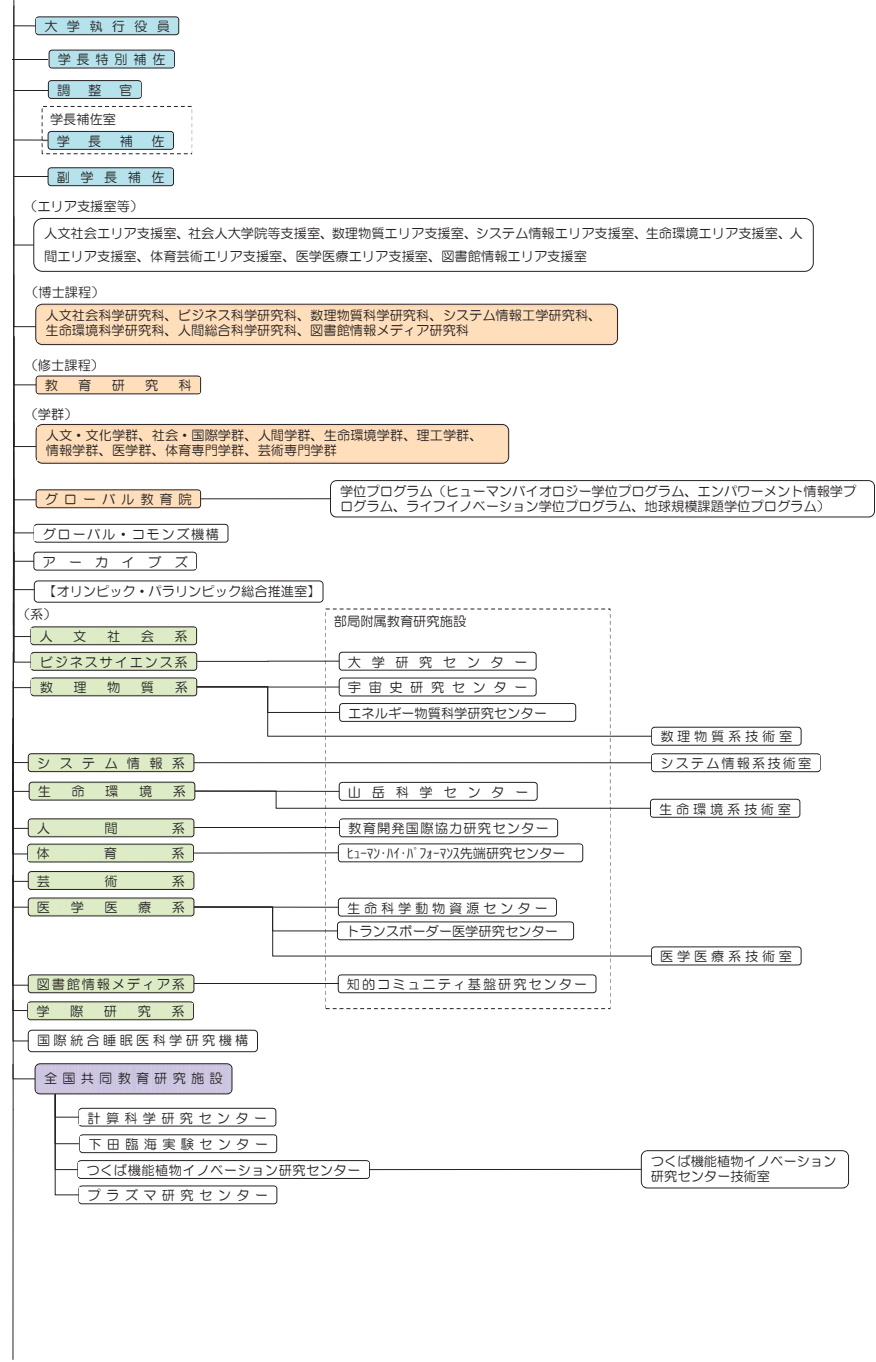 大学執行役員
学長特別補佐
調整官
学長補佐室
学長補佐
副学長補佐
(エリア支援室等)
人文社会エリア支援室、社会人大学院等支援室、数理物質エリア支援室、システム情報エリア支援室、生命環境エリア支援室、人
間エリア支援室、体育芸術エリア支援室、医学医療エリア支援室、図書館情報エリア支援室
(博士課程)
人文社会科学研究科、ビジネス科学研究科、数理物質科学研究科、システム情報工学研究科、
生命環境科学研究科、人間総合科学研究科、図書館情報メディア研究科
(修士課程)
教育研究科
(学群)
人文・文化学群、社会・国際学群、人間学群、生命環境学群、理工学群、
情報学群、医学群、体育専門学群、芸術専門学群
グローバル教育院
学位プログラム(ヒューマンバイオロジー学位プログラム、エンパワーメント情報学プ
ログラム、ライフイノベーション学位プログラム、地球規模課題学位プログラム)
グローバル・コモンズ機構
アーカイブズ
【オリンピック・パラリンピック総合推進室】
(系)
部局附属教育研究施設
人文社会系
ビジネスサイエンス系
大学研究センター
数理物質系
宇宙史研究センター
エネルギー物質科学研究センター
数理物質系技術室
システム情報系
システム情報系技術室
生命環境系
山岳科学センター
生命環境系技術室
人間系
教育開発国際協力研究センター
体育系
ﾋｭｰﾏﾝ･ﾊｲ･ﾊﾟﾌｫｰﾏﾝｽ先端研究センター
芸術系
医学医療系
生命科学動物資源センター
トランスボーダー医学研究センター
医学医療系技術室
図書館情報メディア系
知的コミュニティ基盤研究センター
学際研究系
国際統合睡眠医科学研究機構
全国共同教育研究施設
計算科学研究センター
下田臨海実験センター
つくば機能植物イノベーション研究センター
つくば機能植物イノベーション
研究センター技術室
プラズマ研究センター